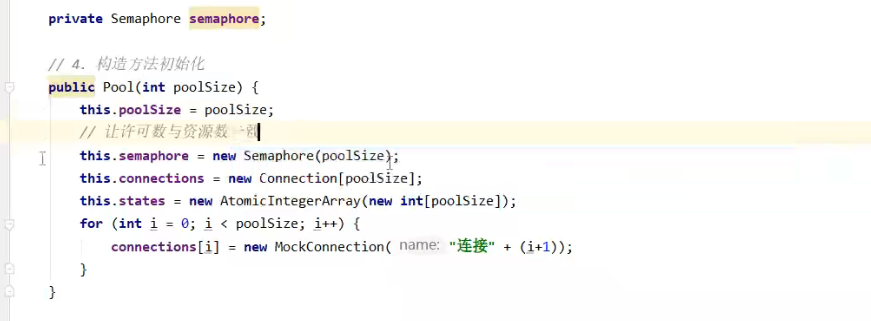 private Semaphore semaphore;
// 4. 构造方法初始化
public Pool(int poolSize) {
this.poolSize = poolSize;
// 让许可数与资源数一致
this.semaphore = new Semaphore(poolSize);
this.connections = new Connection[poolSize];
this.states = new AtomicIntegerArray(new int[poolSize]);
for (int i = 0; i < poolSize; i++) {
connections[i] = new MockConnection( name: "连接" + (i+1));
}
}